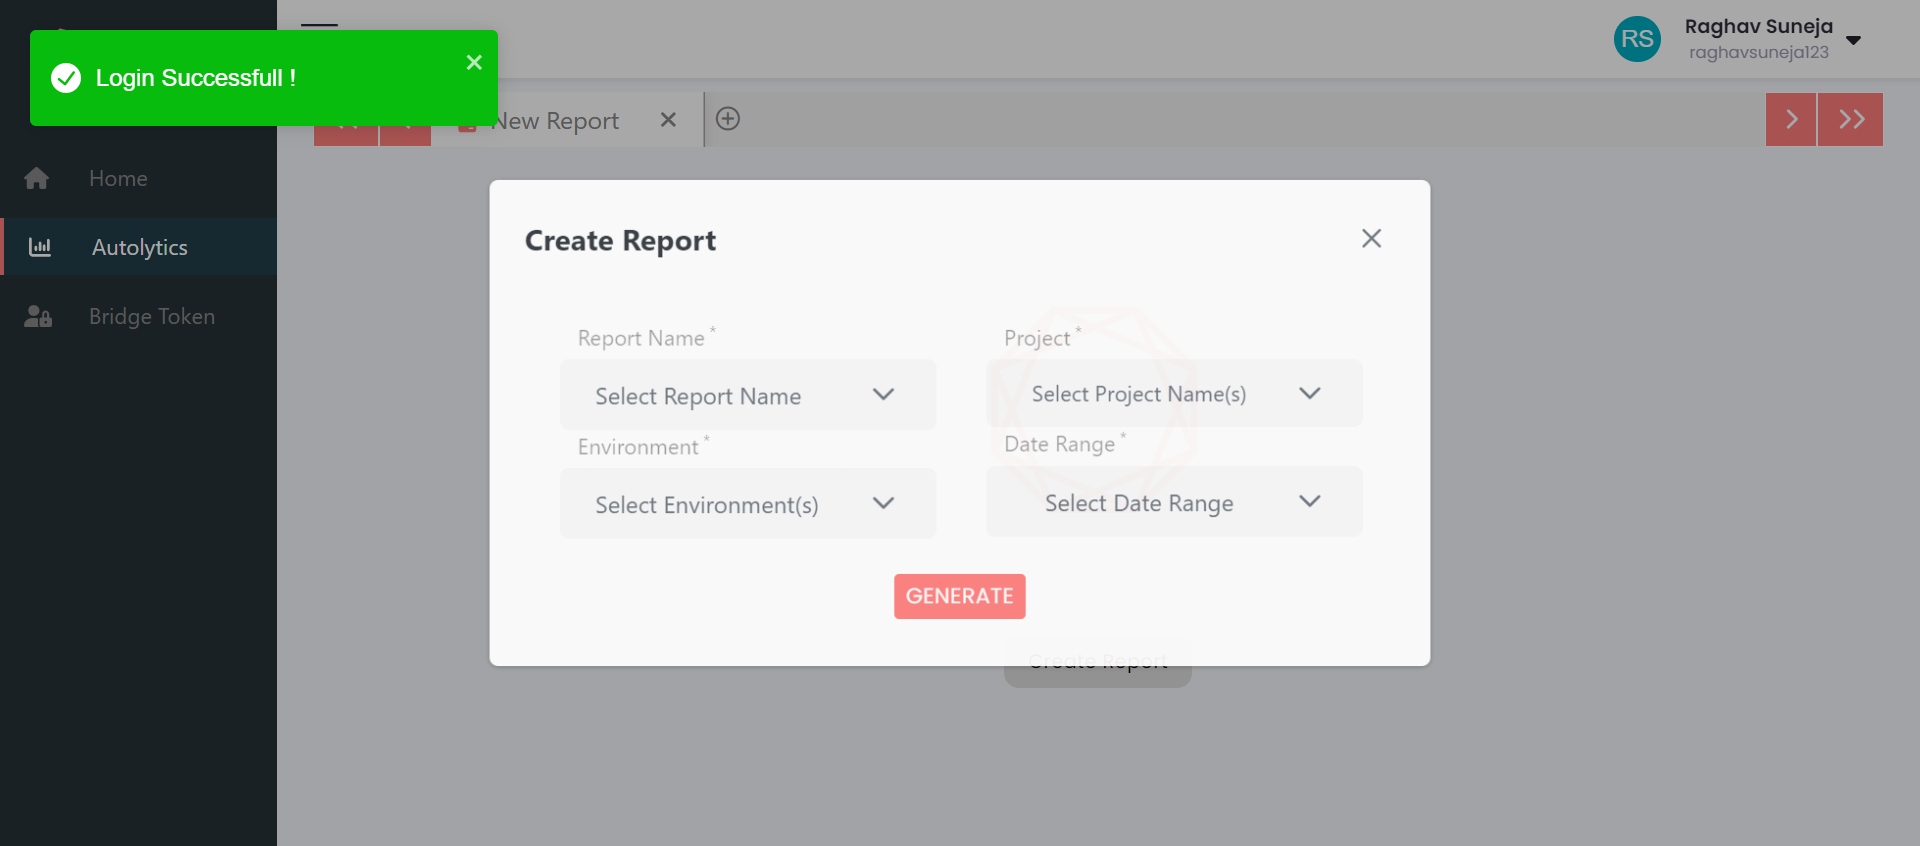 Login Successfull !
RS
Raghav Suneja
raghavsuneja123
New Report
Home
Autolytics
Bridge Token
Create Report
Report Name *
Project *
Select Report Name
Select Project Name(s)
Environment *
Date Range *
Select Environment(s)
Select Date Range
GENERATE
Create Report